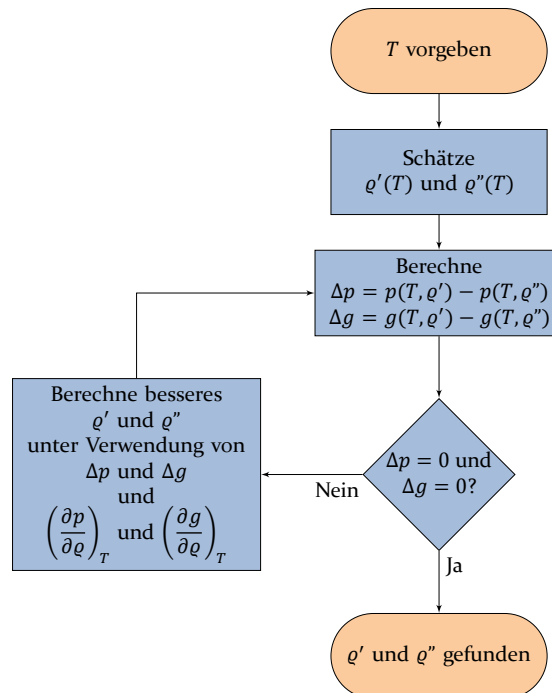 T vorgeben
Schätze
ϱ′(T) und ϱ”(T)
Berechne
Δp = p(T, ϱ′) − p(T, ϱ”)
Δg = g(T, ϱ′) − g(T, ϱ”)
Δp = 0 und
Δg = 0?
Nein
Ja
Berechne besseres
ϱ′ und ϱ”
unter Verwendung von
Δp und Δg
und
(∂p/∂ϱ)_T und (∂g/∂ϱ)_T
ϱ′ und ϱ” gefunden